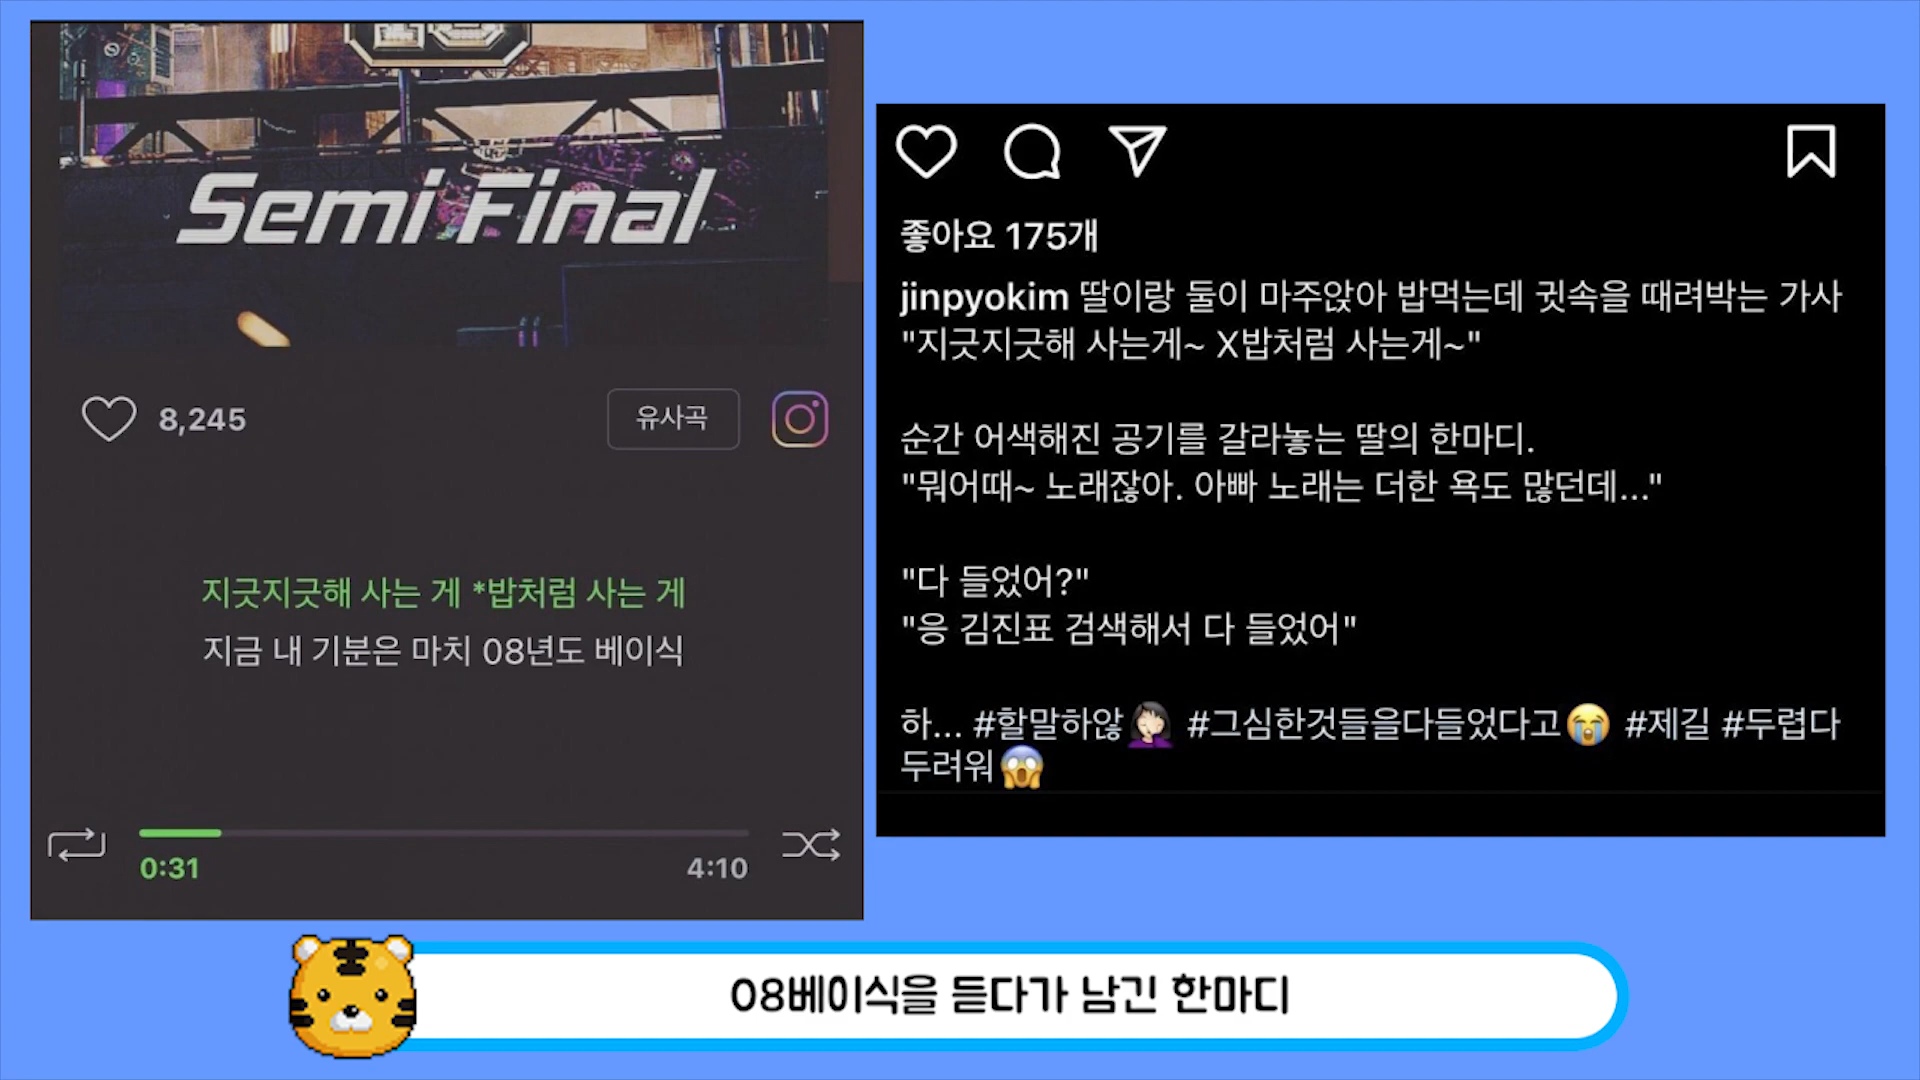 Semi Final
8,245
유사곡
지긋지긋해 사는 게 *밥처럼 사는 게
지금 내 기분은 마치 08년도 베이식
0:31
4:10
좋아요 175개
jinpyokim 딸이랑 둘이 마주앉아 밥먹는데 귓속을 때려박는 가사
"지긋지긋해 사는게~ X밥처럼 사는게~"
순간 어색해진 공기를 갈라놓는 딸의 한마디.
"뭐어때~ 노래잖아. 아빠 노래는 더한 욕도 많던데..."
"다 들었어?"
"응 김진표 검색해서 다 들었어"
하... #할말하않🤦🏻‍♀️ #그심한것들을다들었다고😭 #제길 #두렵다
두려워😱
08베이식을 듣다가 남긴 한마디